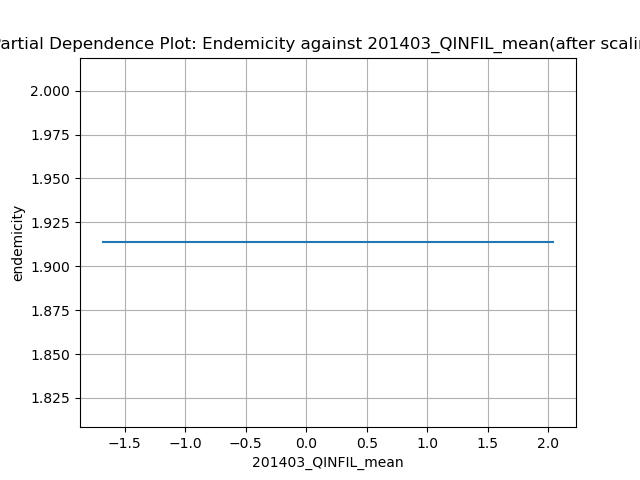 Partial Dependence Plot: Endemicity against 201403_QINFIL_mean(after scalin
2.000
1.975
1.950
1.925
1.900
1.875
1.850
1.825
endemicity
−1.5 −1.0 −0.5 0.0 0.5 1.0 1.5 2.0
201403_QINFIL_mean